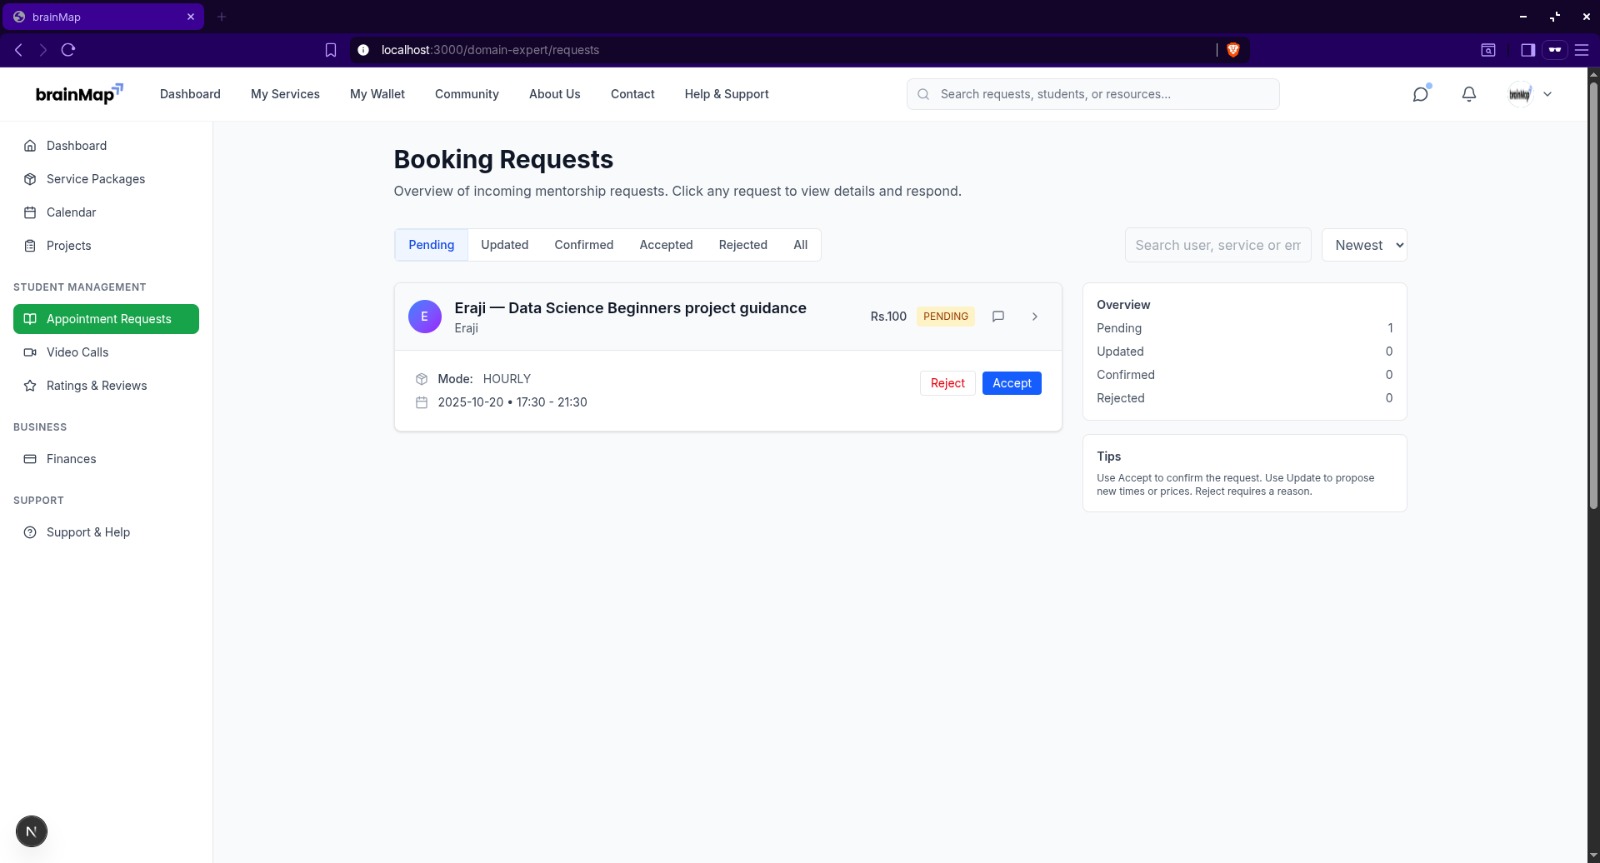 brainMap
localhost:3000/domain-expert/requests
brainMap
Dashboard
My Services
My Wallet
Community
About Us
Contact
Help & Support
Search requests, students, or resources...
brainMap
Dashboard
Service Packages
Calendar
Projects
STUDENT MANAGEMENT
Appointment Requests
Video Calls
Ratings & Reviews
BUSINESS
Finances
SUPPORT
Support & Help
N
Booking Requests
Overview of incoming mentorship requests. Click any request to view details and respond.
Pending
Updated
Confirmed
Accepted
Rejected
All
Search user, service or em
Newest
E
Eraji — Data Science Beginners project guidance
Eraji
Rs.100
PENDING
Mode: HOURLY
2025-10-20 • 17:30 - 21:30
Reject
Accept
Overview
Pending 1
Updated 0
Confirmed 0
Rejected 0
Tips
Use Accept to confirm the request. Use Update to propose
new times or prices. Reject requires a reason.